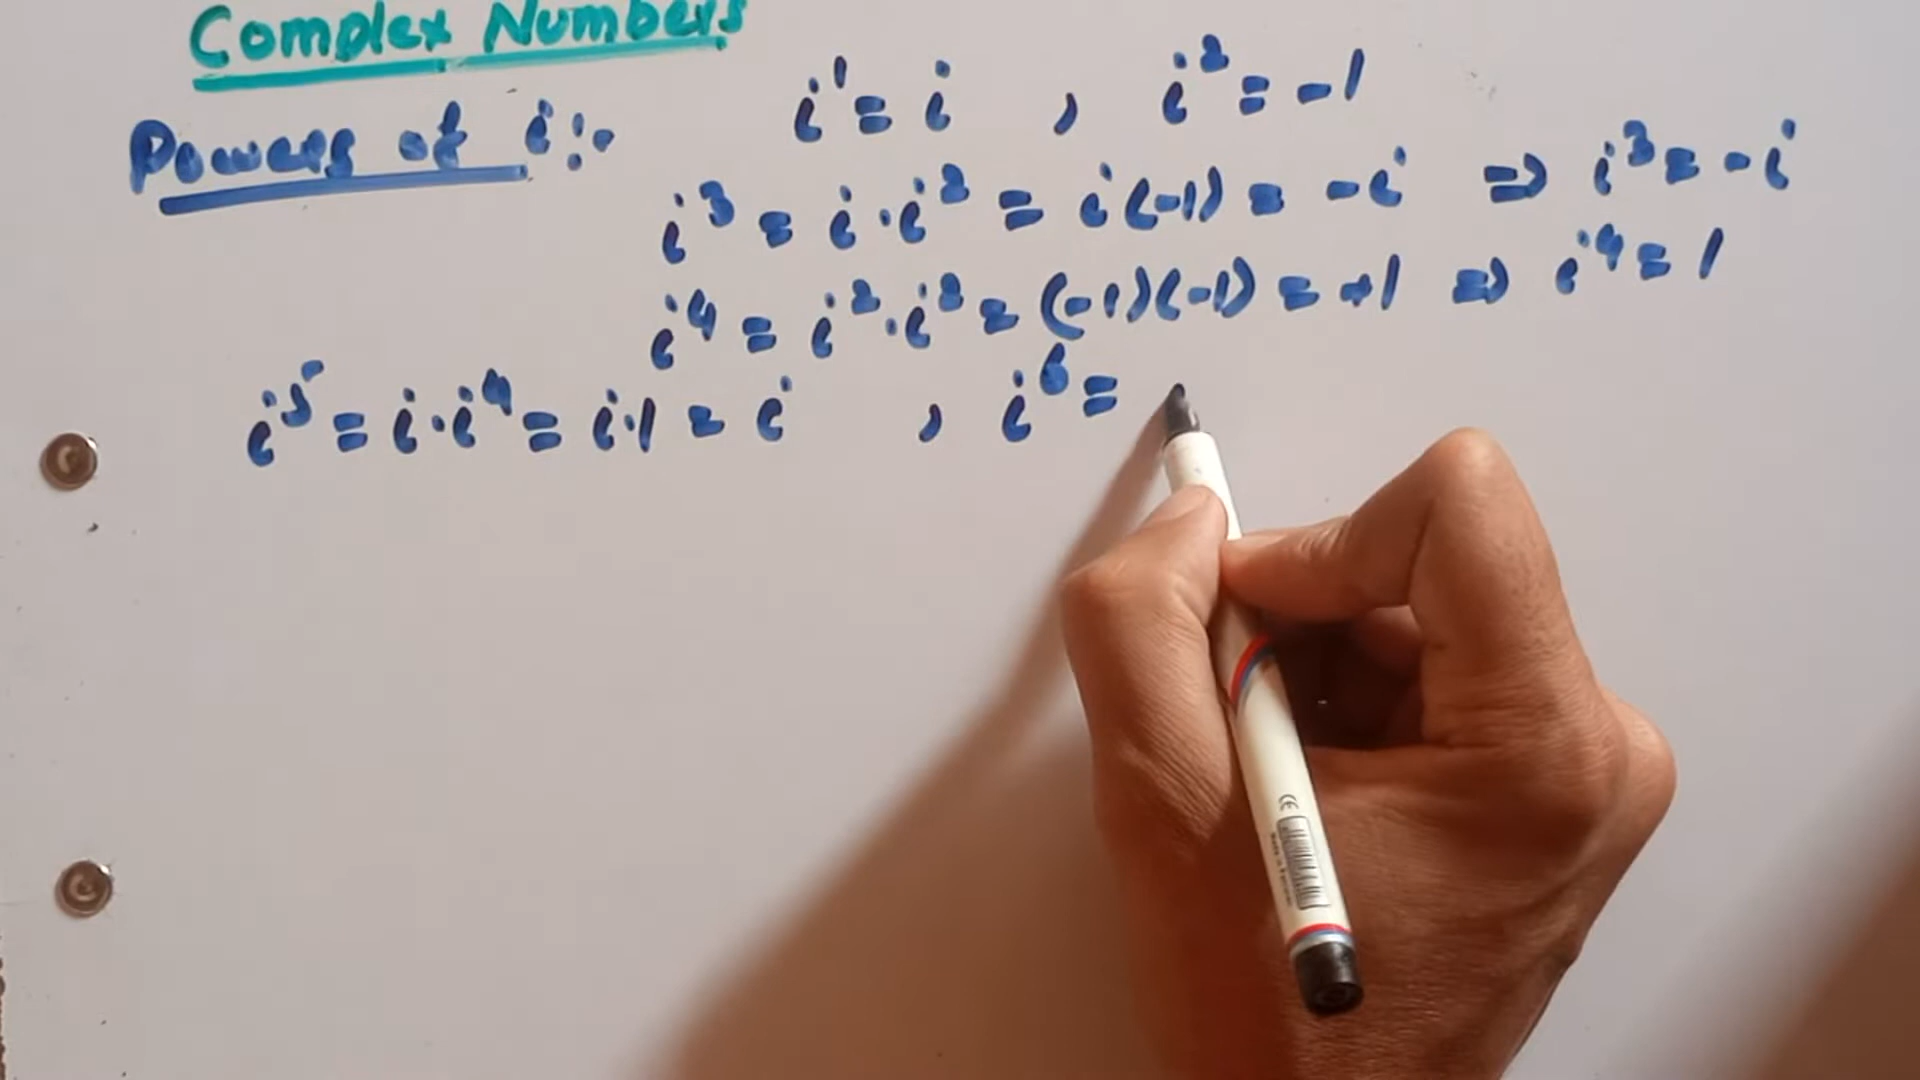 Complex Numbers
Powers of i:-
i¹ = i , i² = -1
i³ = i·i² = i(-1) = -i ⇒ i³ = -i
i⁴ = i²·i² = (-1)(-1) = +1 ⇒ i⁴ = 1
i⁵ = i·i⁴ = i·1 = i , i⁶ =
CE